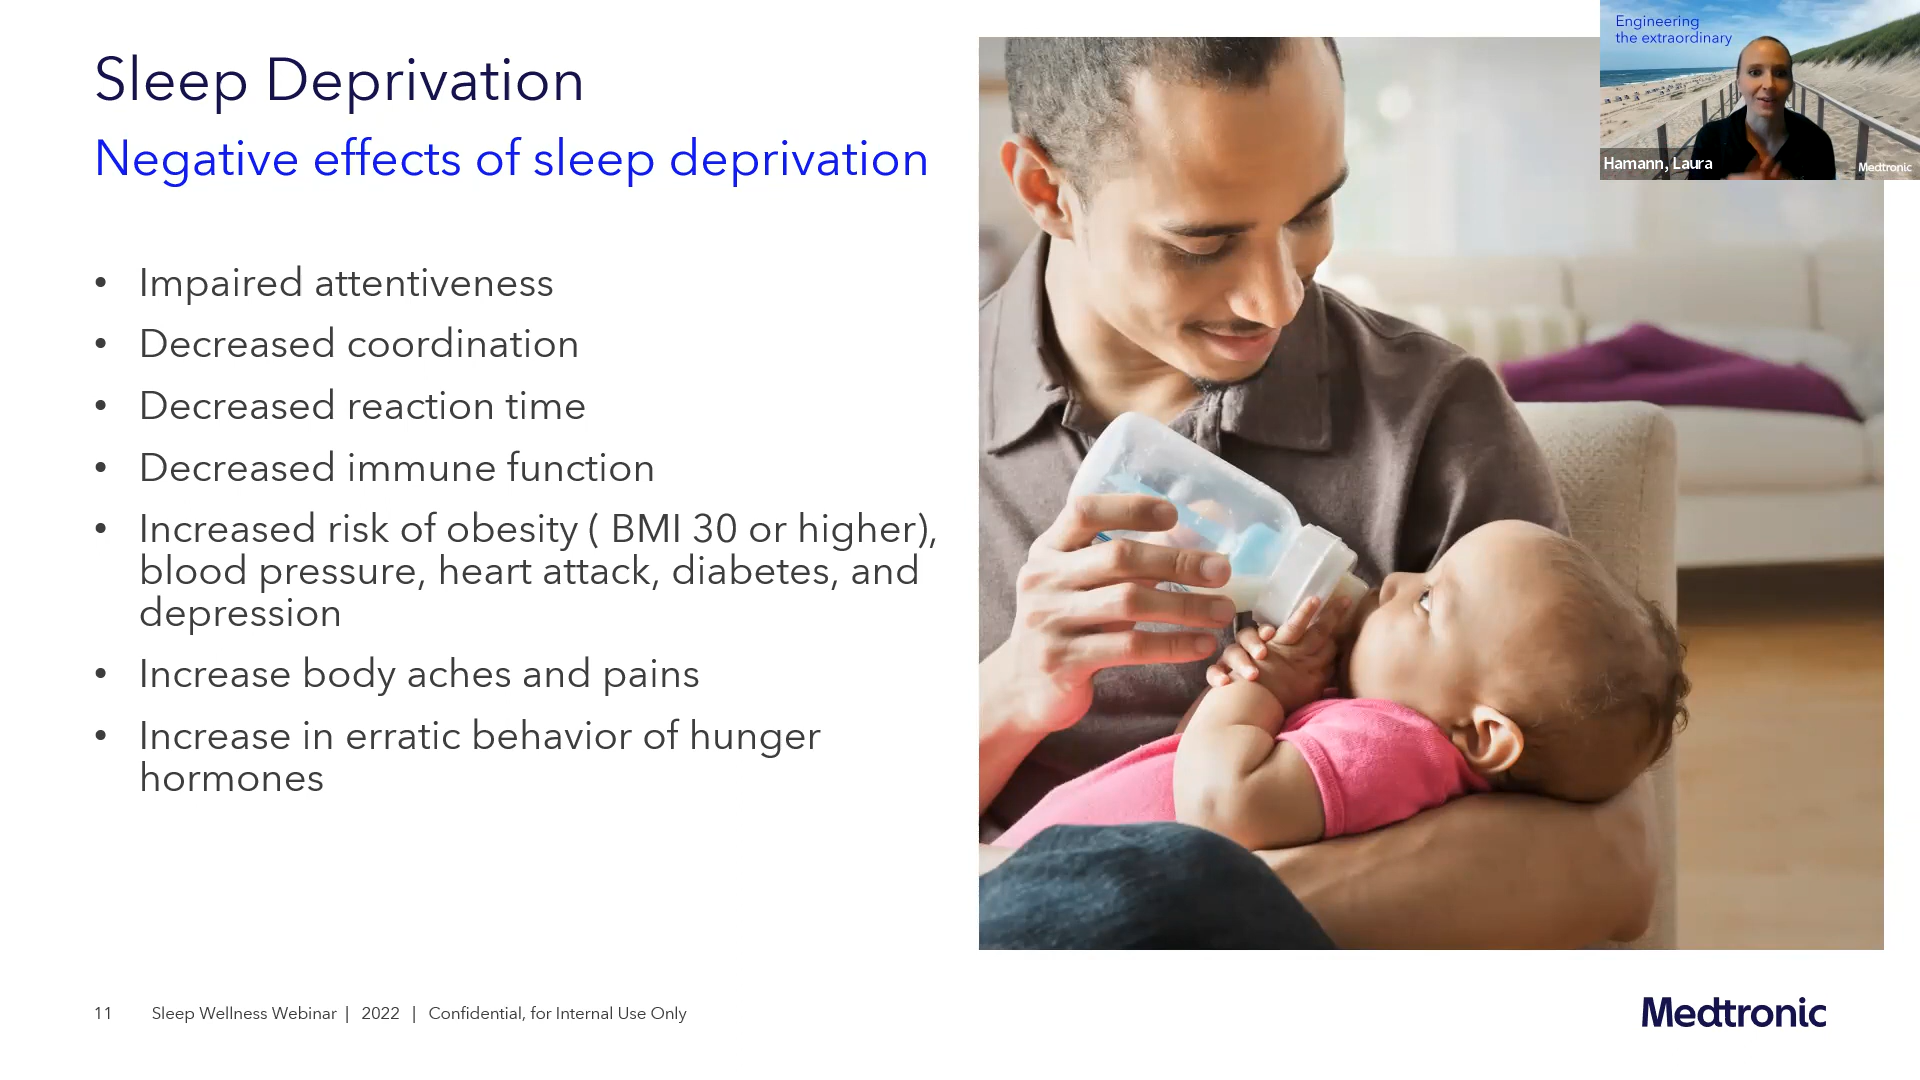 Sleep Deprivation
Negative effects of sleep deprivation
• Impaired attentiveness
• Decreased coordination
• Decreased reaction time
• Decreased immune function
• Increased risk of obesity ( BMI 30 or higher),
blood pressure, heart attack, diabetes, and
depression
• Increase body aches and pains
• Increase in erratic behavior of hunger
hormones
Engineering
the extraordinary
Hamann, Laura
Medtronic
11 Sleep Wellness Webinar | 2022 | Confidential, for Internal Use Only
Medtronic